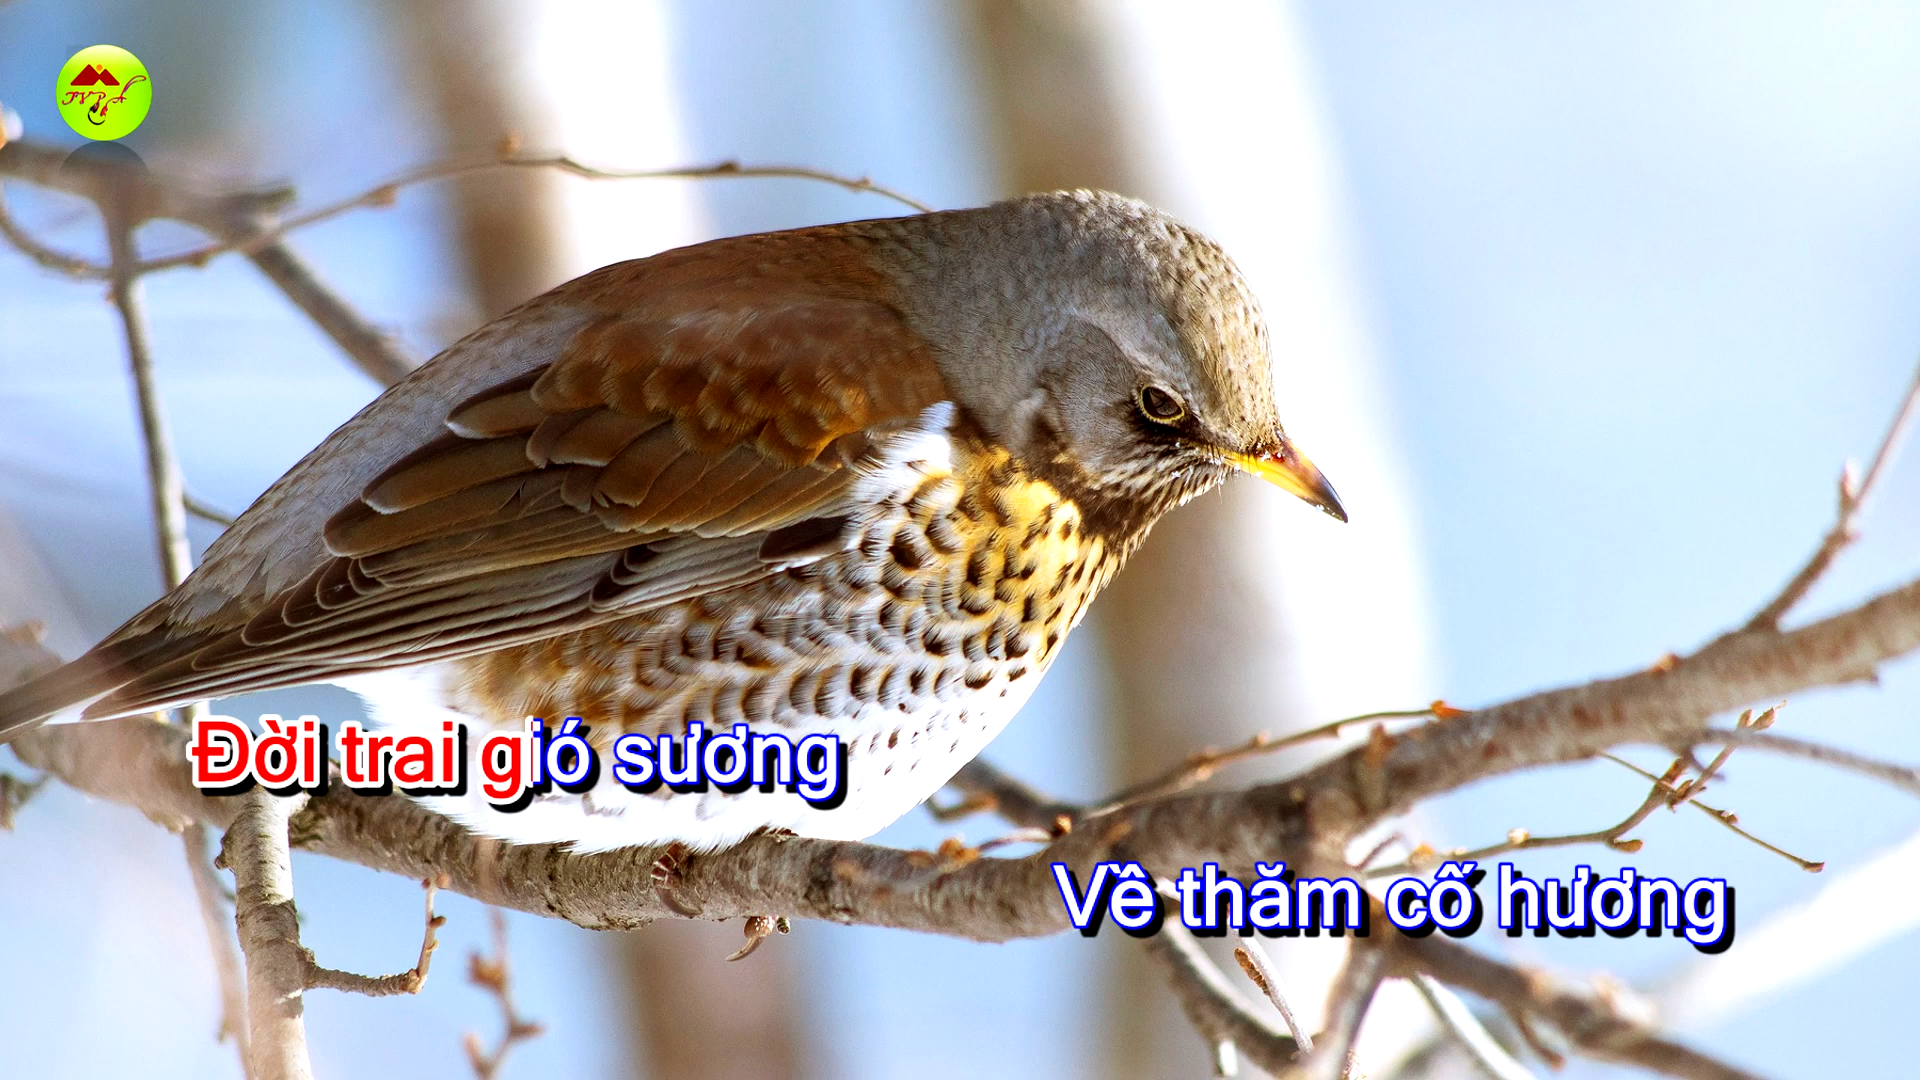 Đời trai gió sương
Về thăm cố hương